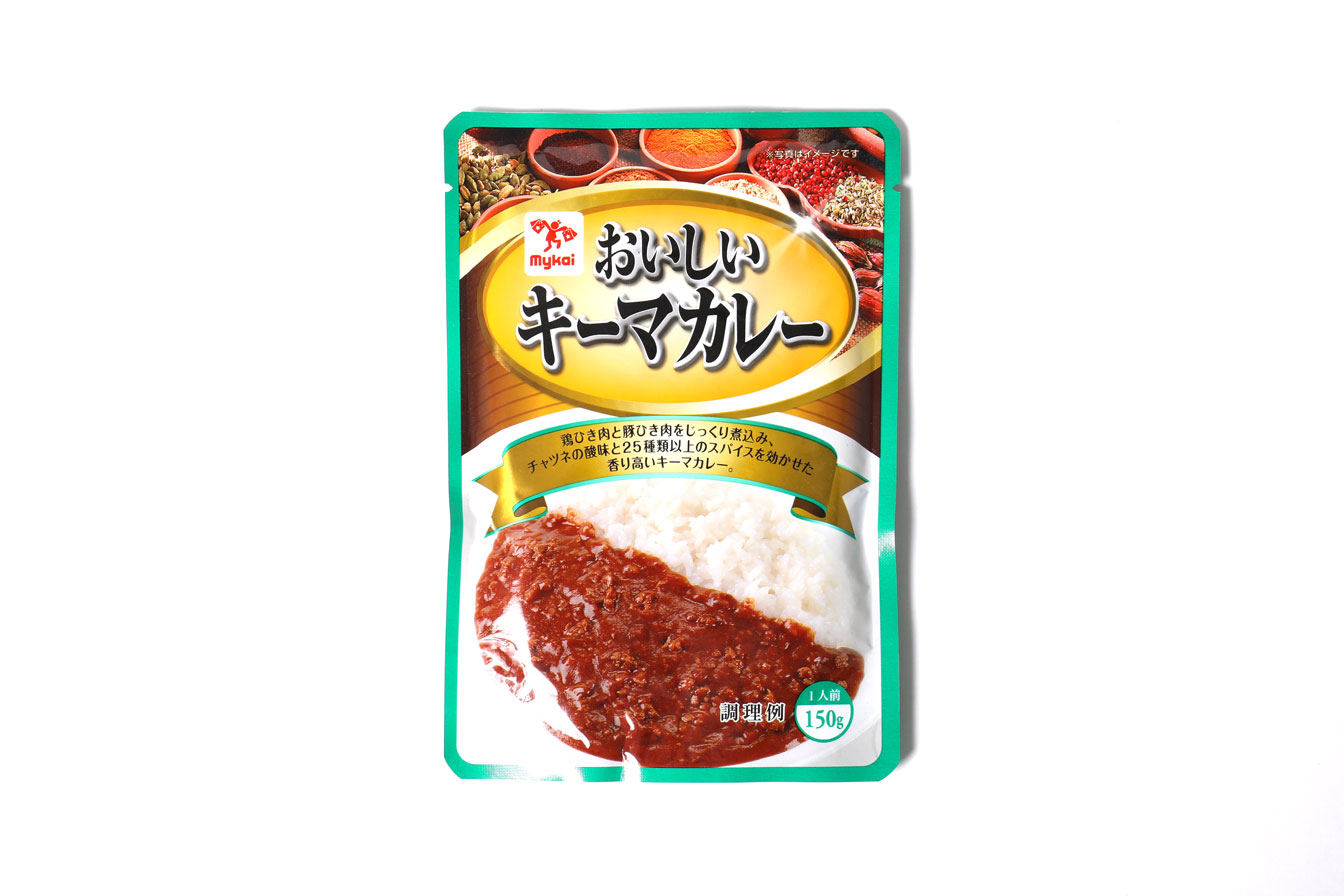 ※写真はイメージです
mykai
おいしい
キーマカレー
鶏ひき肉と豚ひき肉をじっくり煮込み、
チャツネの酸味と25種類以上のスパイスを効かせた
香り高いキーマカレー。
調理例
1人前
150g